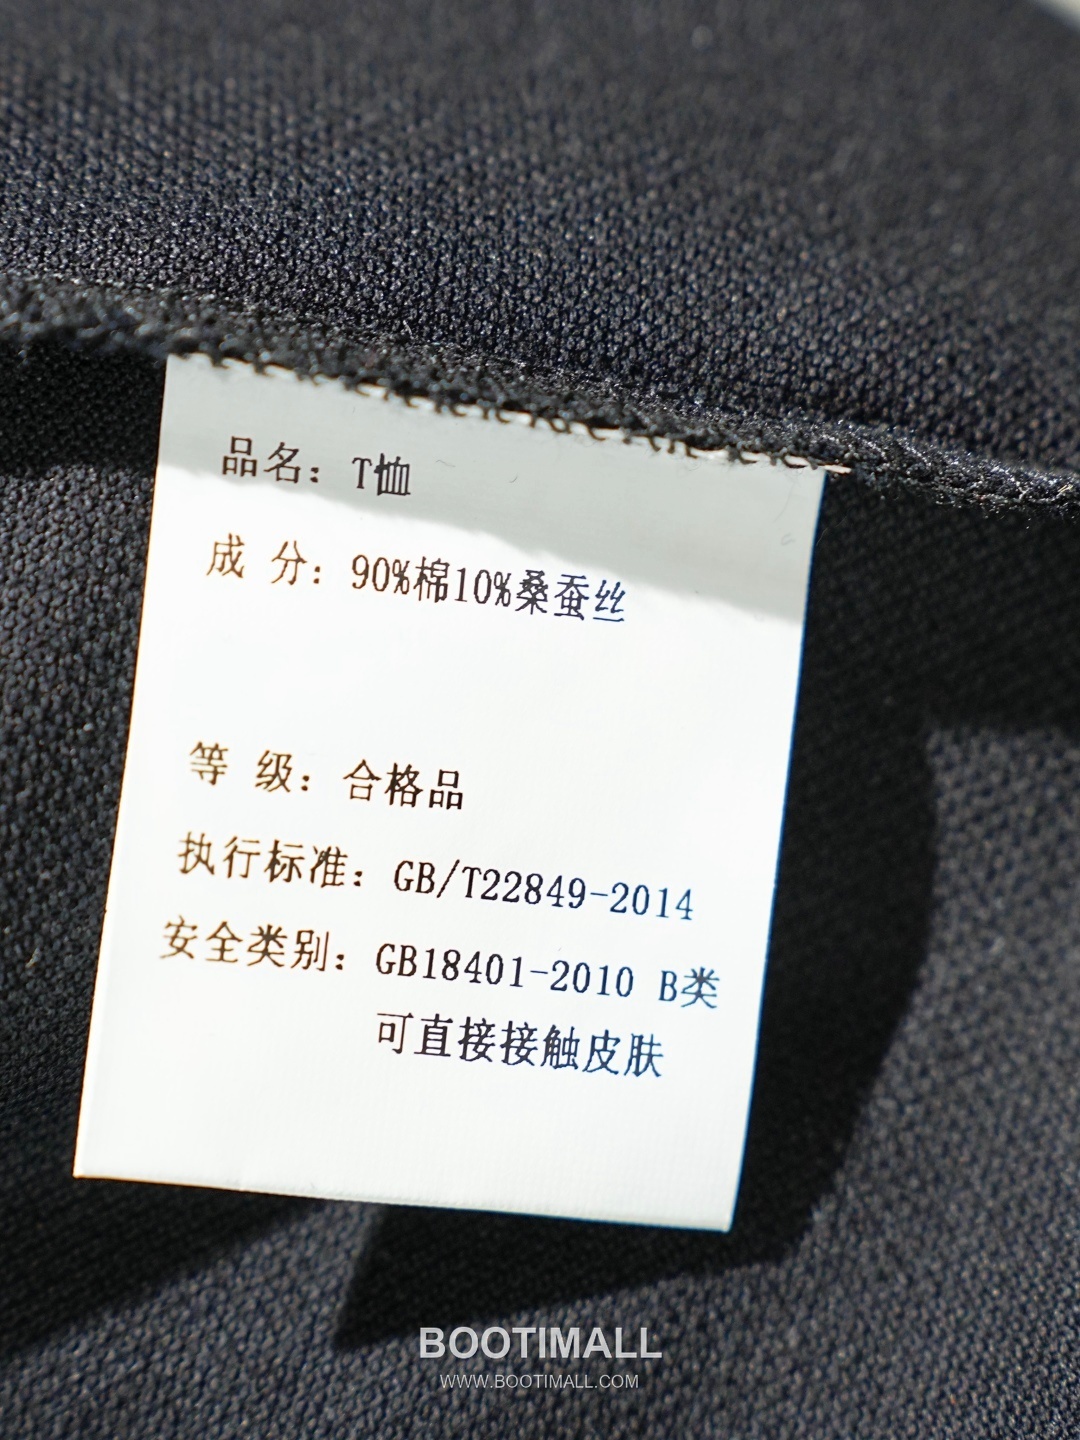 品名：T恤
成 分：90%棉10%桑蚕丝
等 级：合格品
执行标准：GB/T22849-2014
安全类别：GB18401-2010 B类
可直接接触皮肤
BOOTIMALL
WWW.BOOTIMALL.COM